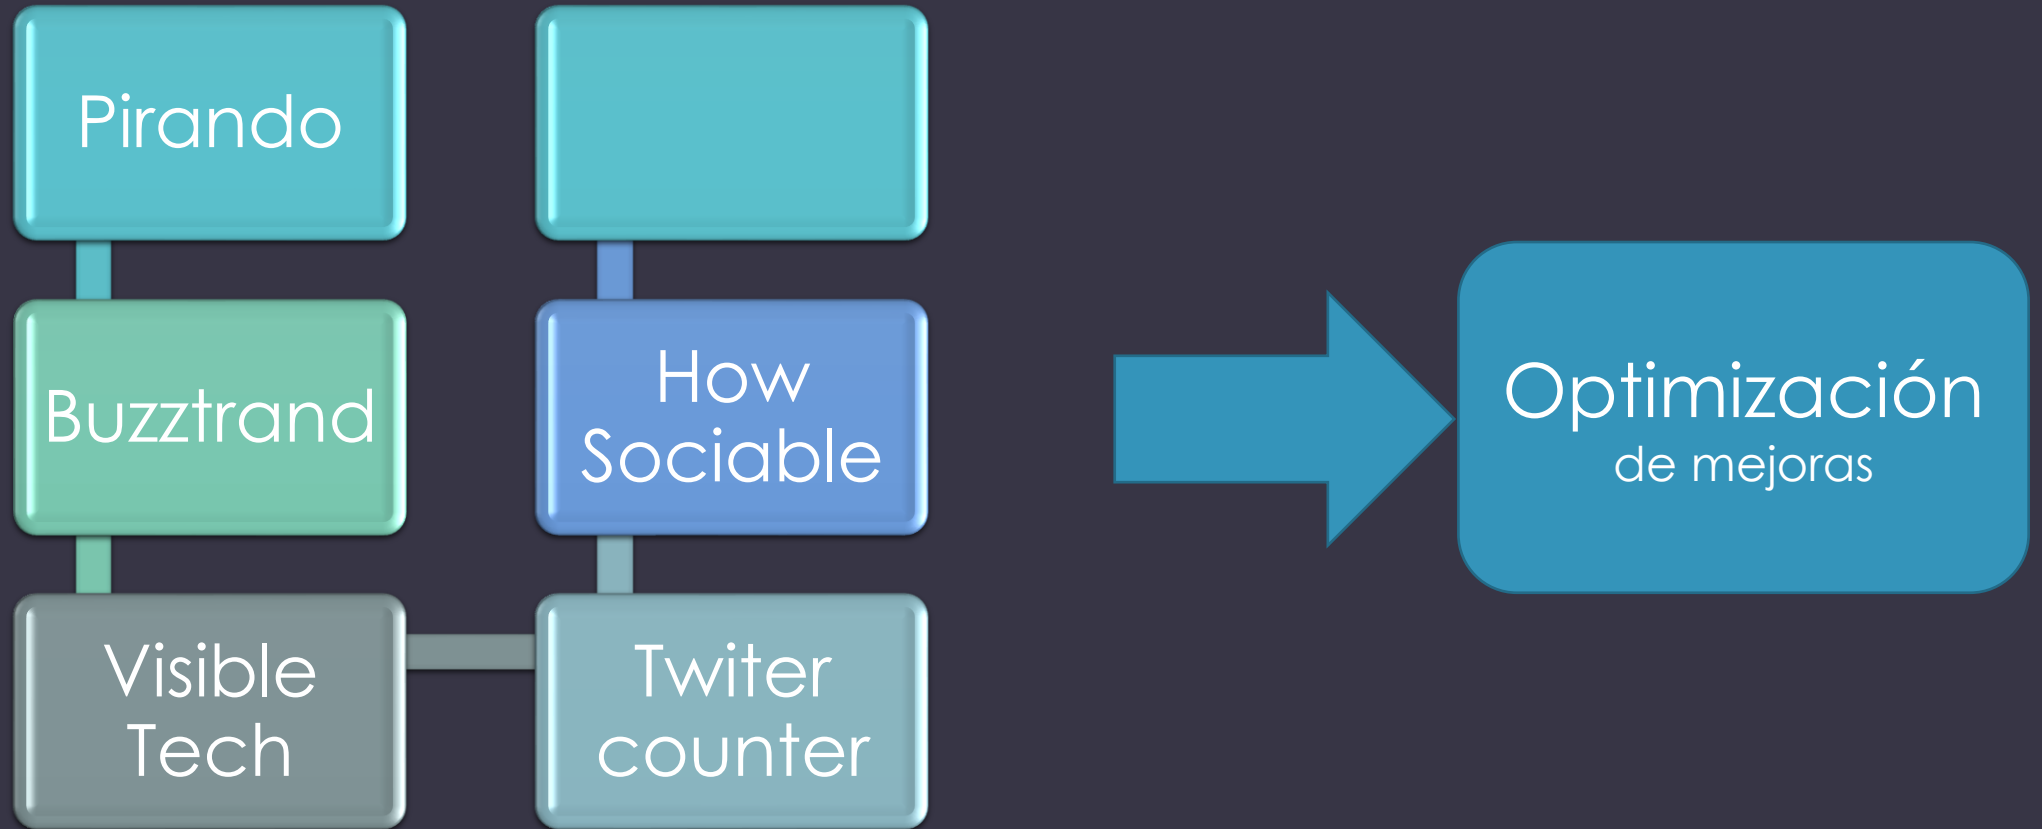 Pirando
Buzztrand
Visible
Tech
Twiter
counter
How
Sociable
Optimización
de mejoras